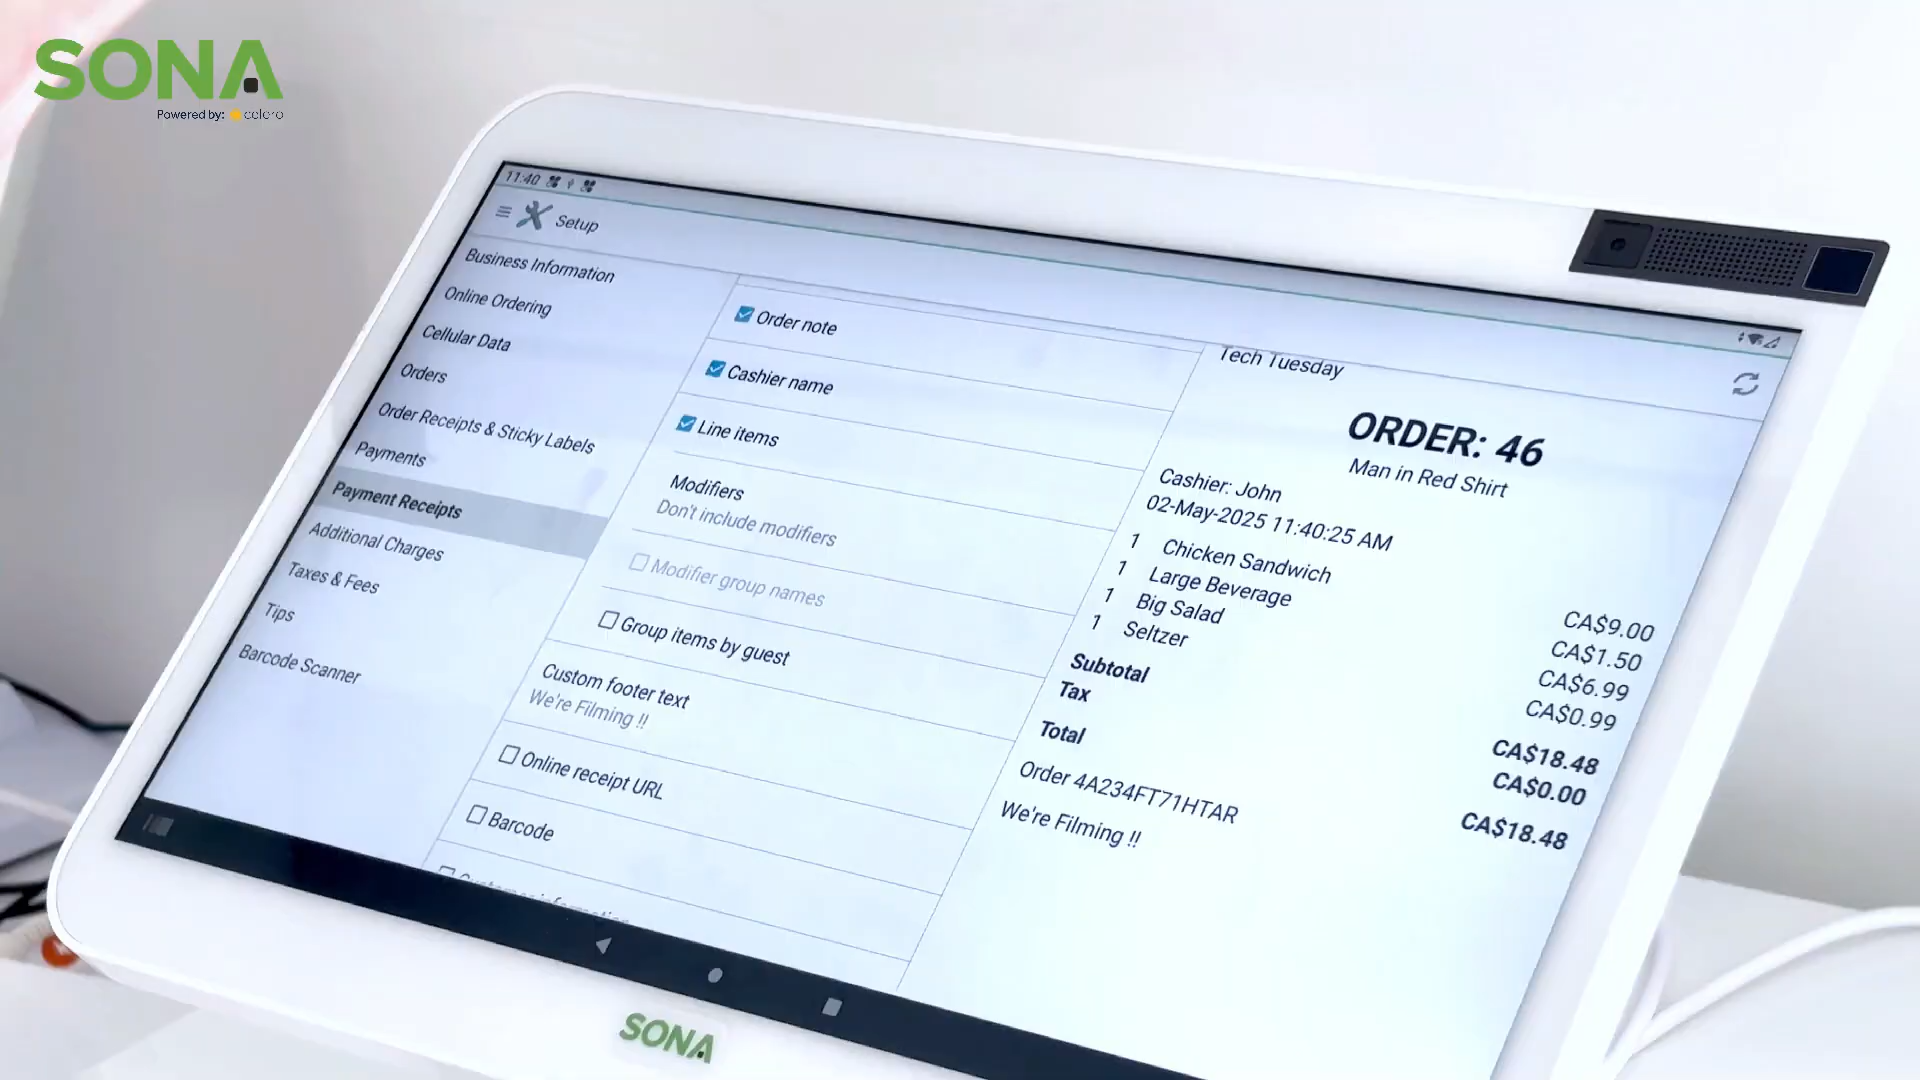 SONA
Powered by: celero
11:40
Setup
Business Information
Online Ordering
Cellular Data
Orders
Order Receipts & Sticky Labels
Payments
Payment Receipts
Additional Charges
Taxes & Fees
Tips
Barcode Scanner
Order note
Cashier name
Line items
Modifiers
Don't include modifiers
Modifier group names
Group items by guest
Custom footer text
We're Filming !!
Online receipt URL
Barcode
Customer information
Tech Tuesday
ORDER: 46
Man in Red Shirt
Cashier: John
02-May-2025 11:40:25 AM
1 Chicken Sandwich CA$9.00
1 Large Beverage CA$1.50
1 Big Salad CA$6.99
1 Seltzer CA$0.99
Subtotal CA$18.48
Tax CA$0.00
Total CA$18.48
Order 4A234FT71HTAR
We're Filming !!
SONA